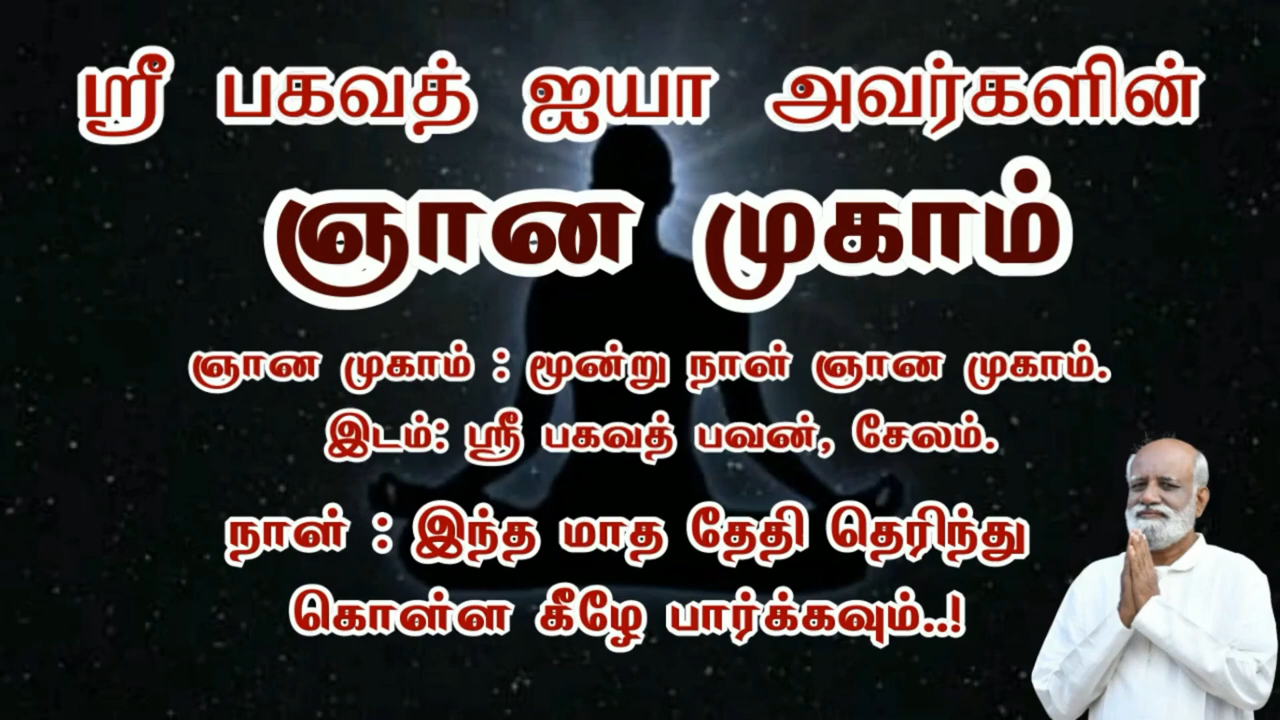 ஸ்ரீ பகவத் ஐயா அவர்களின்
ஞான முகாம்
ஞான முகாம் : மூன்று நாள் ஞான முகாம்.
இடம்: ஸ்ரீ பகவத் பவன், சேலம்.
நாள் : இந்த மாத தேதி தெரிந்து
கொள்ள கீழே பார்க்கவும்..!